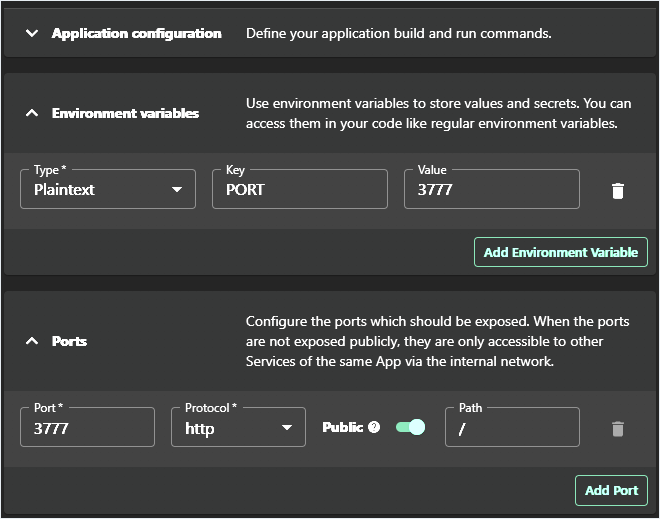 Application configuration Define your application build and run commands.
Environment variables
Use environment variables to store values and secrets. You can
access them in your code like regular environment variables.
Type * Key Value
Plaintext PORT 3777
Add Environment Variable
Ports
Configure the ports which should be exposed. When the ports
are not exposed publicly, they are only accessible to other
Services of the same App via the internal network.
Port * Protocol * Path
3777 http Public ? /
Add Port